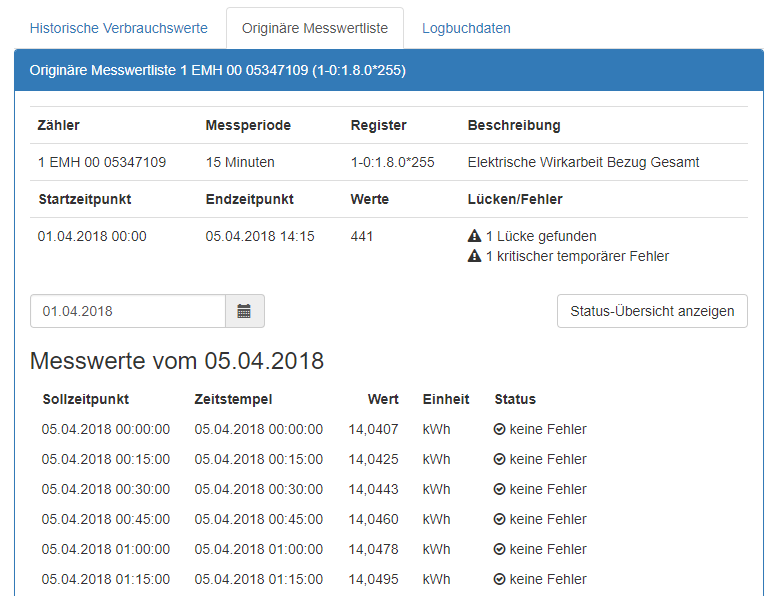 Historische Verbrauchswerte Originäre Messwertliste Logbuchdaten
Originäre Messwertliste 1 EMH 00 05347109 (1-0:1.8.0*255)
Zähler Messperiode Register Beschreibung
1 EMH 00 05347109 15 Minuten 1-0:1.8.0*255 Elektrische Wirkarbeit Bezug Gesamt
Startzeitpunkt Endzeitpunkt Werte Lücken/Fehler
01.04.2018 00:00 05.04.2018 14:15 441 1 Lücke gefunden
1 kritischer temporärer Fehler
01.04.2018 Status-Übersicht anzeigen
Messwerte vom 05.04.2018
Sollzeitpunkt Zeitstempel Wert Einheit Status
05.04.2018 00:00:00 05.04.2018 00:00:00 14,0407 kWh keine Fehler
05.04.2018 00:15:00 05.04.2018 00:15:00 14,0425 kWh keine Fehler
05.04.2018 00:30:00 05.04.2018 00:30:00 14,0443 kWh keine Fehler
05.04.2018 00:45:00 05.04.2018 00:45:00 14,0460 kWh keine Fehler
05.04.2018 01:00:00 05.04.2018 01:00:00 14,0478 kWh keine Fehler
05.04.2018 01:15:00 05.04.2018 01:15:00 14,0495 kWh keine Fehler